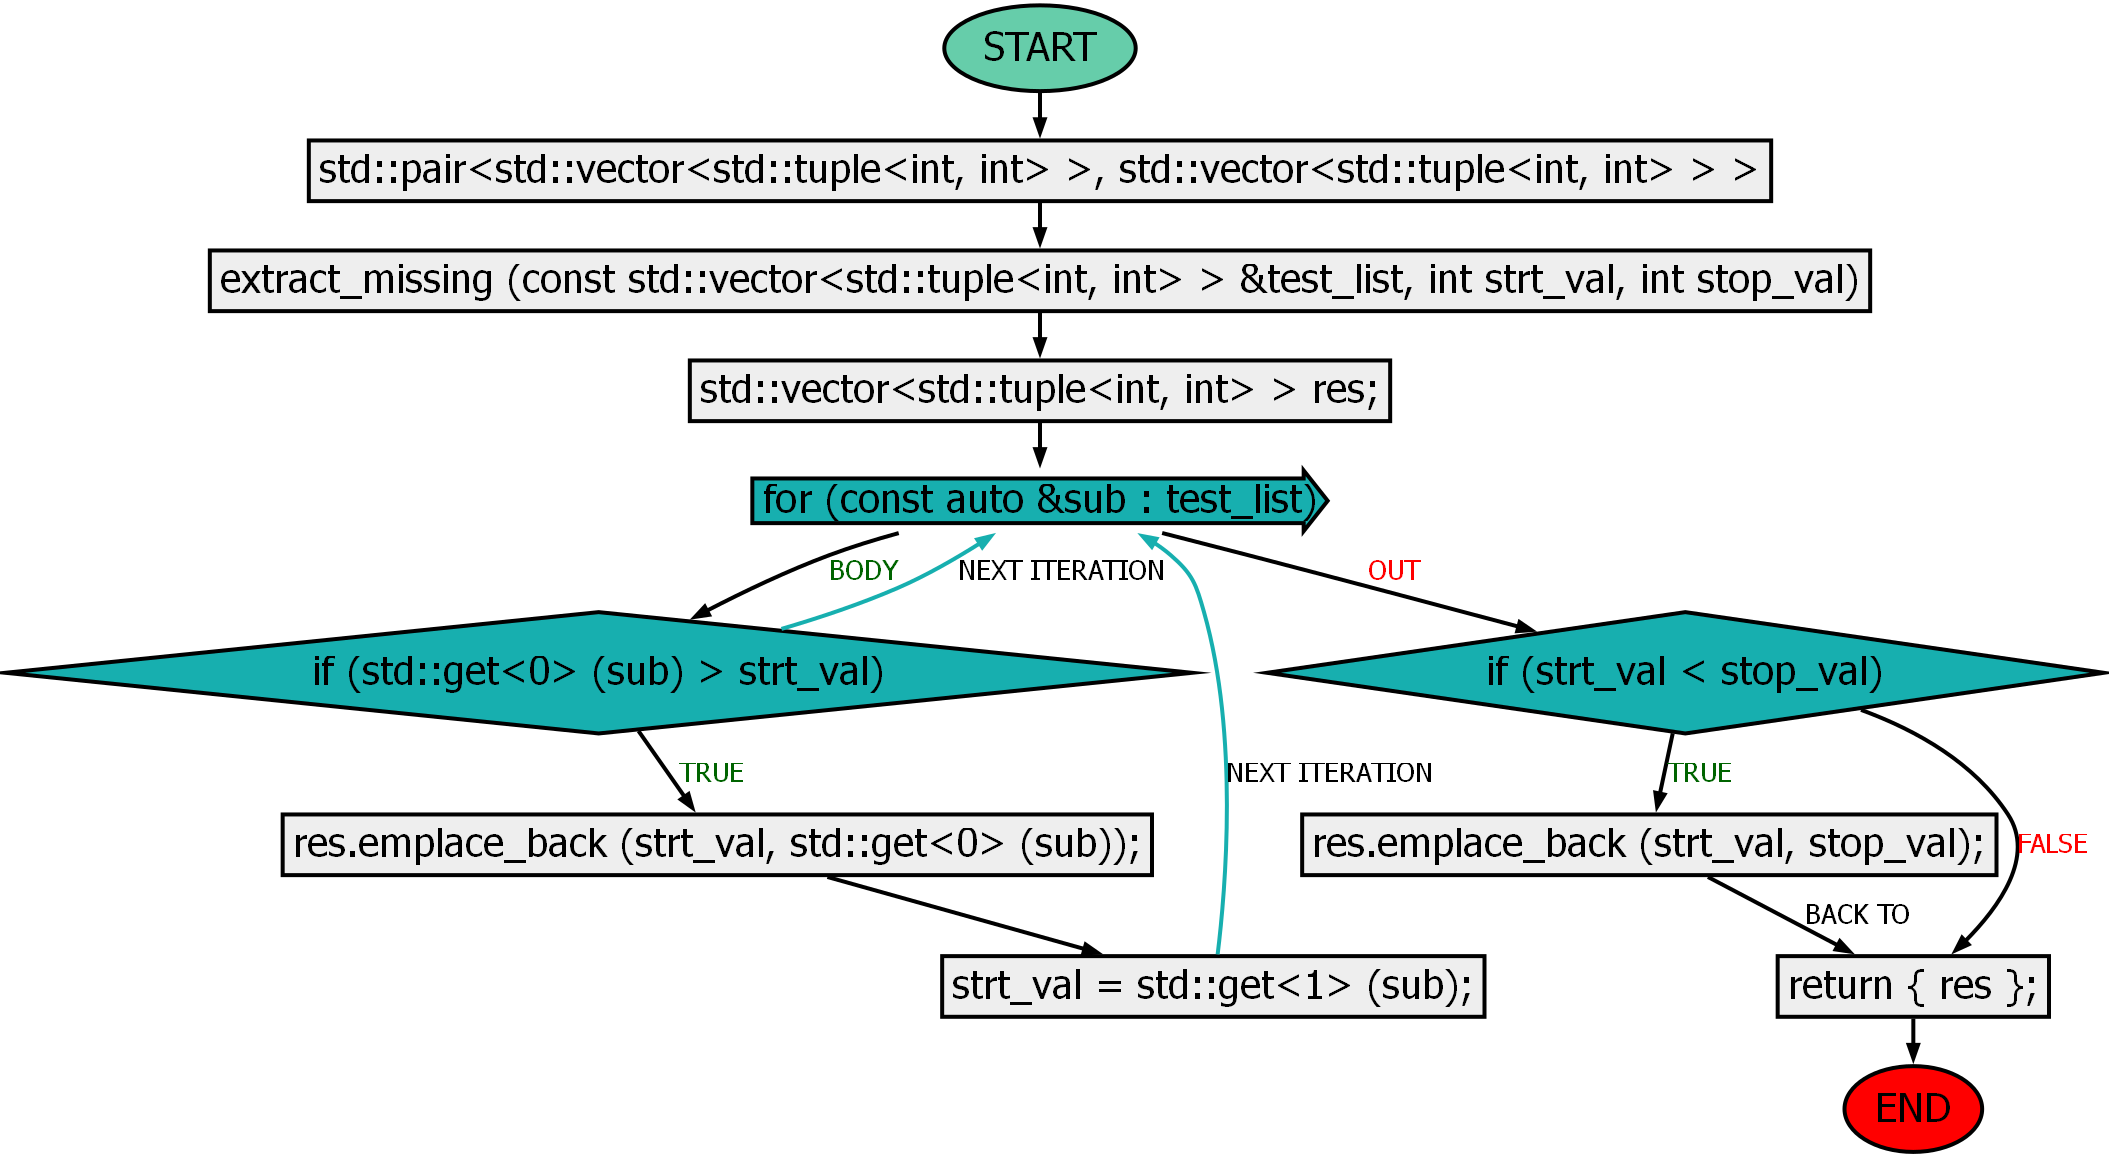 START
std::pair<std::vector<std::tuple<int, int> >, std::vector<std::tuple<int, int> > >
extract_missing (const std::vector<std::tuple<int, int> > &test_list, int strt_val, int stop_val)
std::vector<std::tuple<int, int> > res;
for (const auto &sub : test_list)
BODY
NEXT ITERATION
OUT
if (std::get<0> (sub) > strt_val)
if (strt_val < stop_val)
TRUE
NEXT ITERATION
TRUE
res.emplace_back (strt_val, std::get<0> (sub));
res.emplace_back (strt_val, stop_val);
FALSE
BACK TO
strt_val = std::get<1> (sub);
return { res };
END